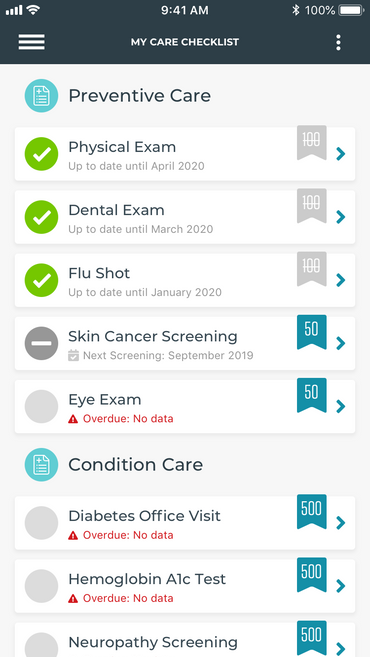 9:41 AM
100%
MY CARE CHECKLIST
Preventive Care
Physical Exam
100
Up to date until April 2020
Dental Exam
100
Up to date until March 2020
Flu Shot
100
Up to date until January 2020
Skin Cancer Screening
50
Next Screening: September 2019
Eye Exam
50
Overdue: No data
Condition Care
Diabetes Office Visit
500
Overdue: No data
Hemoglobin A1c Test
500
Overdue: No data
Neuropathy Screening
500